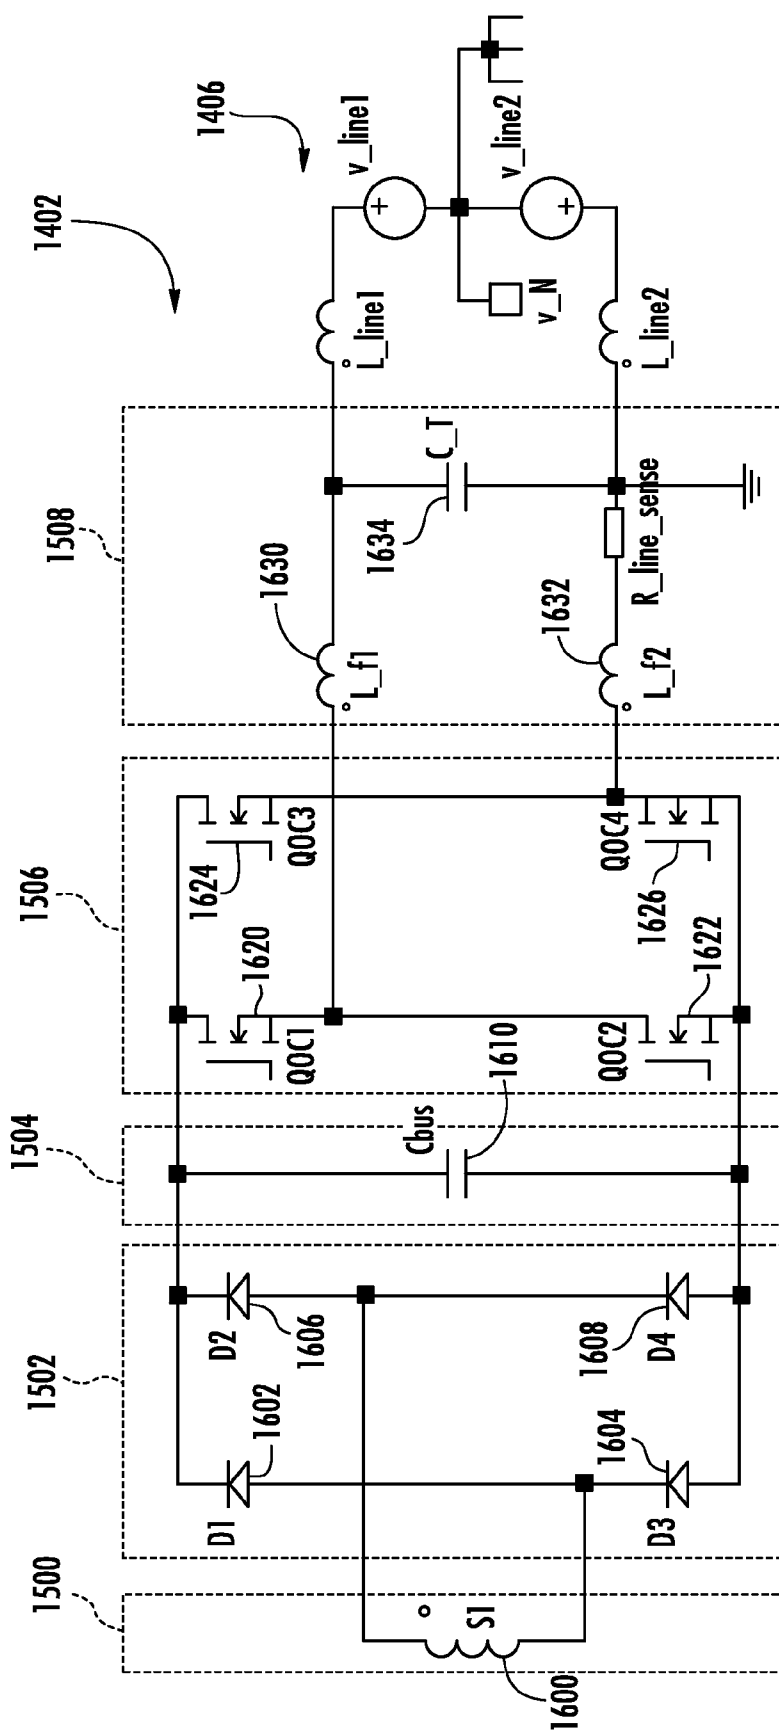 1402
1406
1500
1502
1504
1506
1508
S1
1600
D1
1602
D2
1606
D3
1604
D4
1608
Cbus
1610
QOC1
1620
QOC3
1624
QOC2
1622
QOC4
1626
L_f1
1630
L_f2
1632
C_T
1634
R_line_sense
L_line1
L_line2
v_line1
v_line2
v_N
+
+